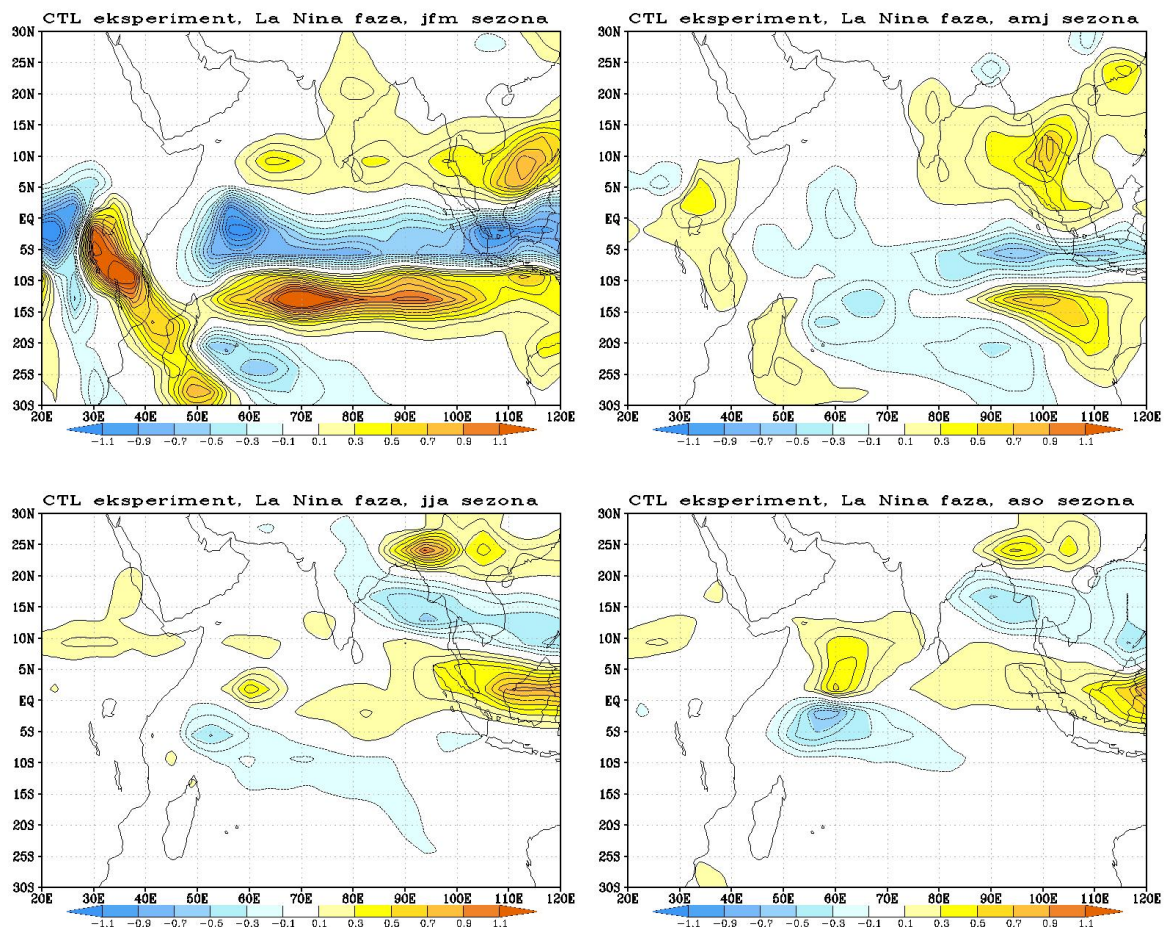 CTL eksperiment, La Nina faza, jfm sezona
30N
25N
20N
15N
10N
5N
EQ
5S
10S
15S
20S
25S
30S
20E 30E 40E 50E 60E 70E 80E 90E 100E 110E 120E
-1.1 -0.9 -0.7 -0.5 -0.3 -0.1 0.1 0.3 0.5 0.7 0.9 1.1
CTL eksperiment, La Nina faza, amj sezona
30N
25N
20N
15N
10N
5N
EQ
5S
10S
15S
20S
25S
30S
20E 30E 40E 50E 60E 70E 80E 90E 100E 110E 120E
-1.1 -0.9 -0.7 -0.5 -0.3 -0.1 0.1 0.3 0.5 0.7 0.9 1.1
CTL eksperiment, La Nina faza, jja sezona
30N
25N
20N
15N
10N
5N
EQ
5S
10S
15S
20S
25S
30S
20E 30E 40E 50E 60E 70E 80E 90E 100E 110E 120E
-1.1 -0.9 -0.7 -0.5 -0.3 -0.1 0.1 0.3 0.5 0.7 0.9 1.1
CTL eksperiment, La Nina faza, aso sezona
30N
25N
20N
15N
10N
5N
EQ
5S
10S
15S
20S
25S
30S
20E 30E 40E 50E 60E 70E 80E 90E 100E 110E 120E
-1.1 -0.9 -0.7 -0.5 -0.3 -0.1 0.1 0.3 0.5 0.7 0.9 1.1